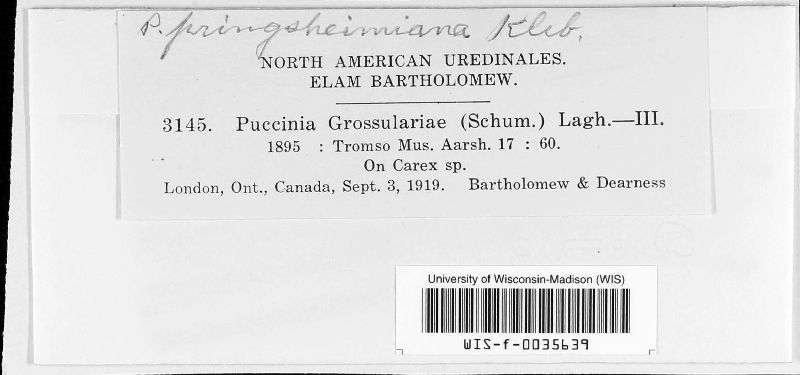 P. pringsheimiana Kleb.
NORTH AMERICAN UREDINALES.
ELAM BARTHOLOMEW.
3145. Puccinia Grossulariae (Schum.) Lagh.—III.
1895 : Tromso Mus. Aarsh. 17 : 60.
On Carex sp.
London, Ont., Canada, Sept. 3, 1919. Bartholomew & Dearness
University of Wisconsin-Madison (WIS)
WIS-f-0035639